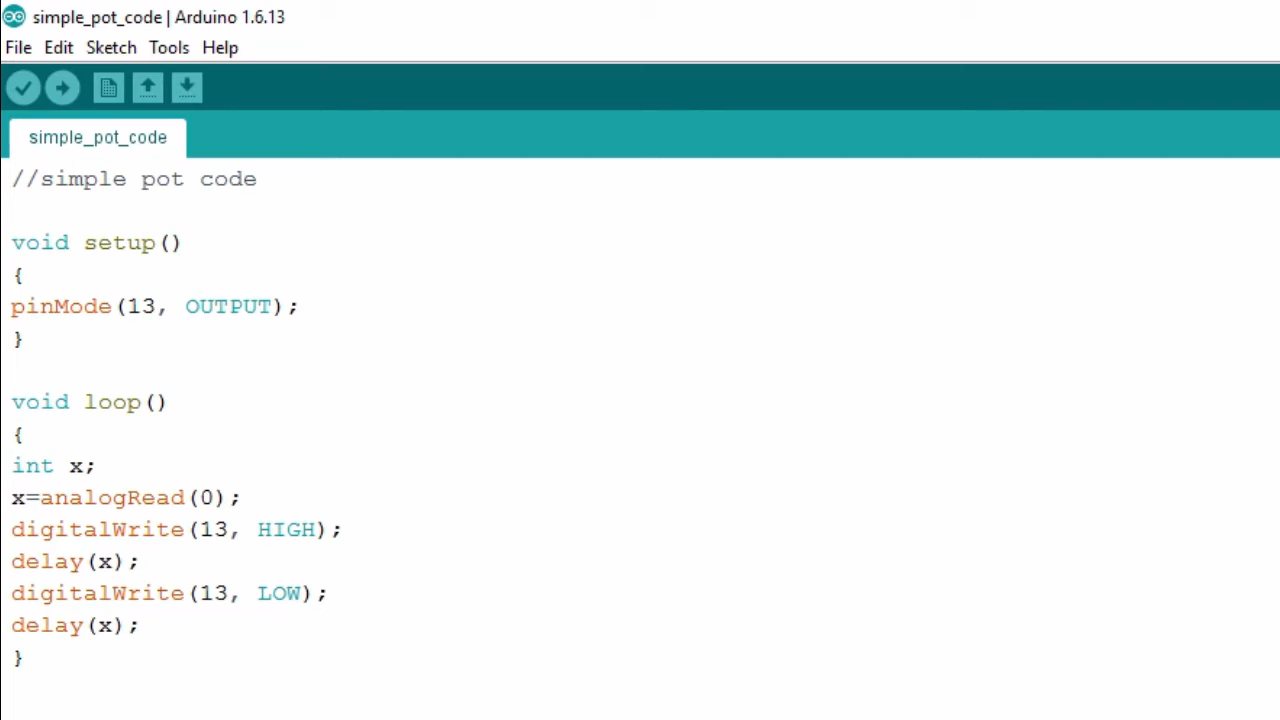 simple_pot_code | Arduino 1.6.13
File Edit Sketch Tools Help
simple_pot_code
//simple pot code
void setup()
{
pinMode(13, OUTPUT);
}
void loop()
{
int x;
x=analogRead(0);
digitalWrite(13, HIGH);
delay(x);
digitalWrite(13, LOW);
delay(x);
}